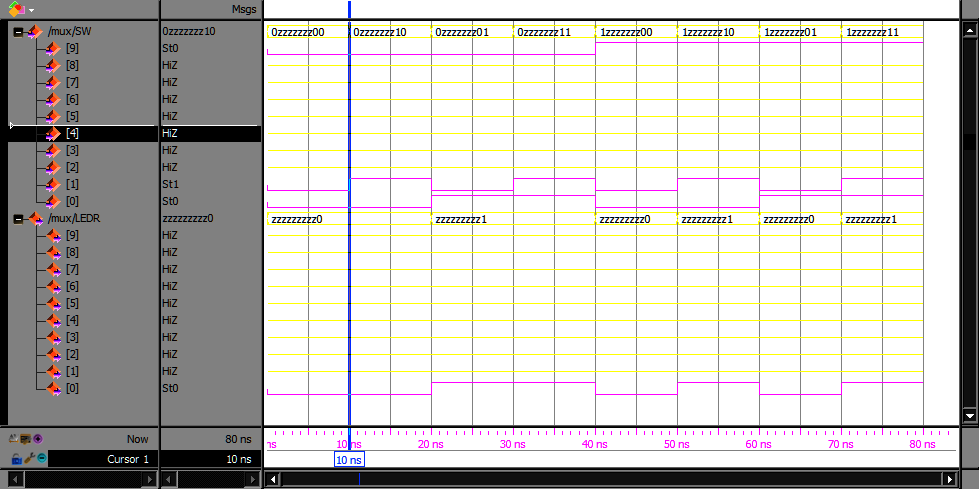 Msgs
/mux/SW 0zzzzzzz10 0zzzzzzz00 0zzzzzzz10 0zzzzzzz01 0zzzzzzz11 1zzzzzzz00 1zzzzzzz10 1zzzzzzz01 1zzzzzzz11
[9] St0
[8] HiZ
[7] HiZ
[6] HiZ
[5] HiZ
[4] HiZ
[3] HiZ
[2] HiZ
[1] St1
[0] St0
/mux/LEDR zzzzzzzzz0 zzzzzzzzz0 zzzzzzzzz1 zzzzzzzzz0 zzzzzzzzz1 zzzzzzzzz0 zzzzzzzzz1
[9] HiZ
[8] HiZ
[7] HiZ
[6] HiZ
[5] HiZ
[4] HiZ
[3] HiZ
[2] HiZ
[1] HiZ
[0] St0
Now 80 ns ns 10 ns 20 ns 30 ns 40 ns 50 ns 60 ns 70 ns 80 ns
Cursor 1 10 ns 10 ns